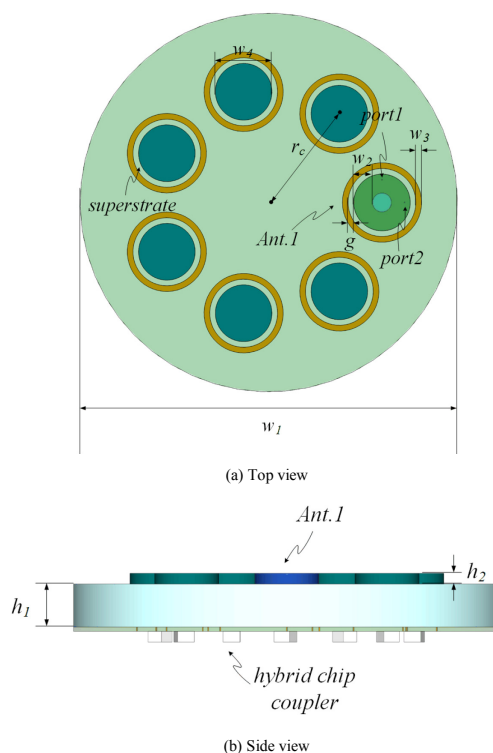 w4
port1
w3
rc
w2
superstrate
Ant.1
g
port2
w1
(a) Top view
Ant.1
h2
h1
hybrid chip
coupler
(b) Side view